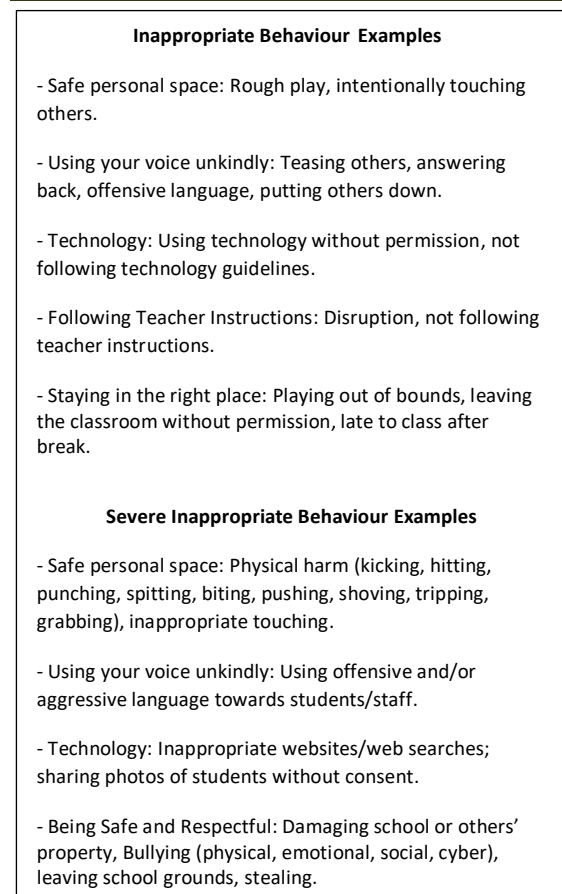 Inappropriate Behaviour Examples
- Safe personal space: Rough play, intentionally touching
others.
- Using your voice unkindly: Teasing others, answering
back, offensive language, putting others down.
- Technology: Using technology without permission, not
following technology guidelines.
- Following Teacher Instructions: Disruption, not following
teacher instructions.
- Staying in the right place: Playing out of bounds, leaving
the classroom without permission, late to class after
break.
Severe Inappropriate Behaviour Examples
- Safe personal space: Physical harm (kicking, hitting,
punching, spitting, biting, pushing, shoving, tripping,
grabbing), inappropriate touching.
- Using your voice unkindly: Using offensive and/or
aggressive language towards students/staff.
- Technology: Inappropriate websites/web searches;
sharing photos of students without consent.
- Being Safe and Respectful: Damaging school or others’
property, Bullying (physical, emotional, social, cyber),
leaving school grounds, stealing.